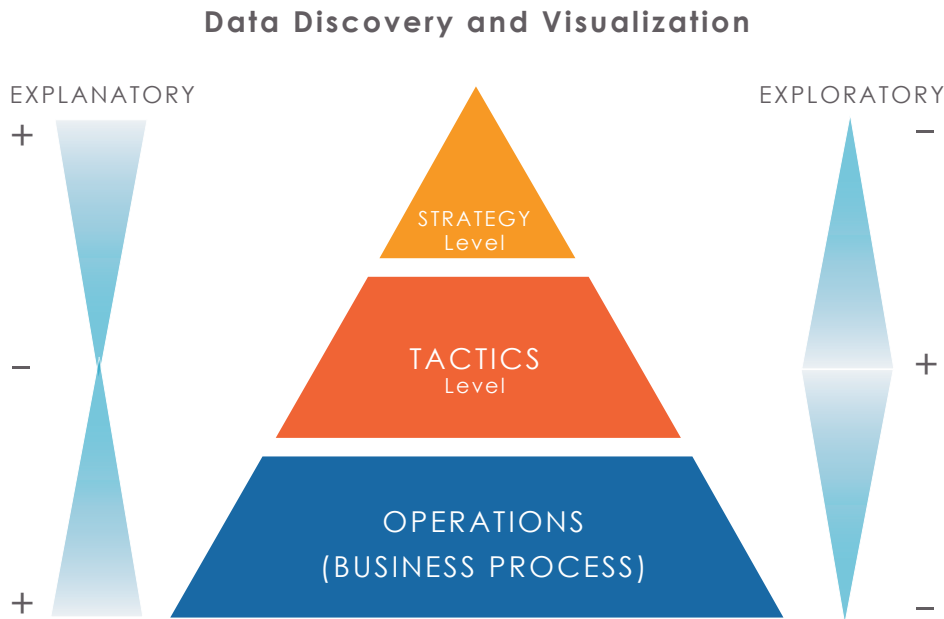 Data Discovery and Visualization
EXPLANATORY
EXPLORATORY
+
–
STRATEGY
Level
TACTICS
Level
–
+
OPERATIONS
(BUSINESS PROCESS)
+
–